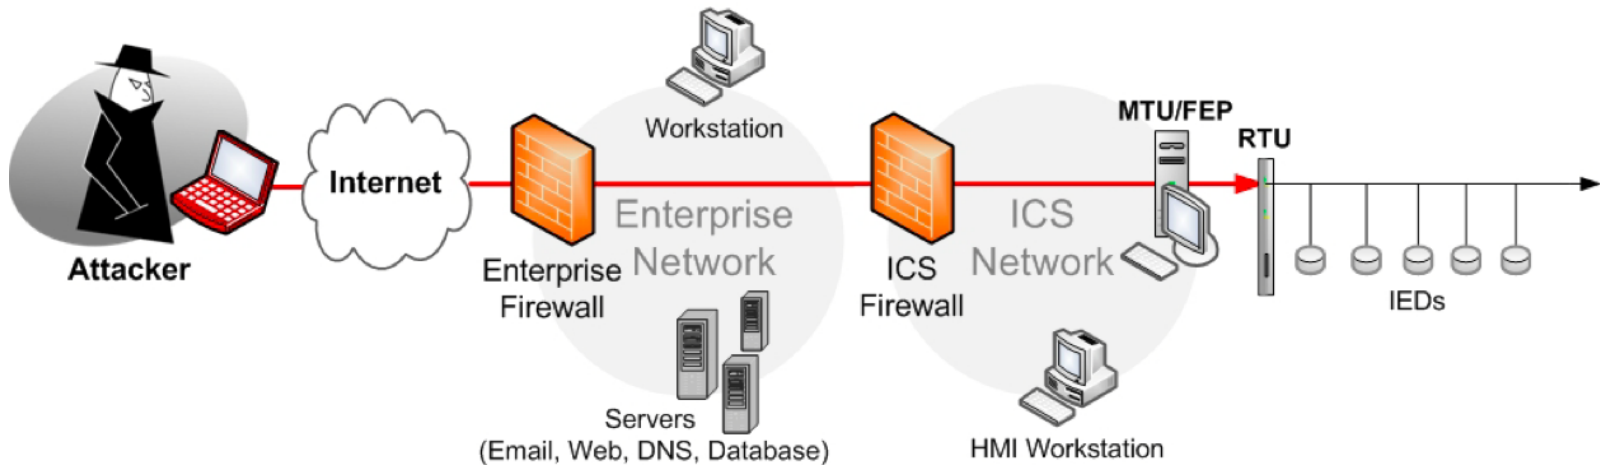 Attacker
Internet
Enterprise
Firewall
Workstation
Enterprise
Network
Servers
(Email, Web, DNS, Database)
ICS
Firewall
ICS
Network
MTU/FEP
HMI Workstation
RTU
IEDs